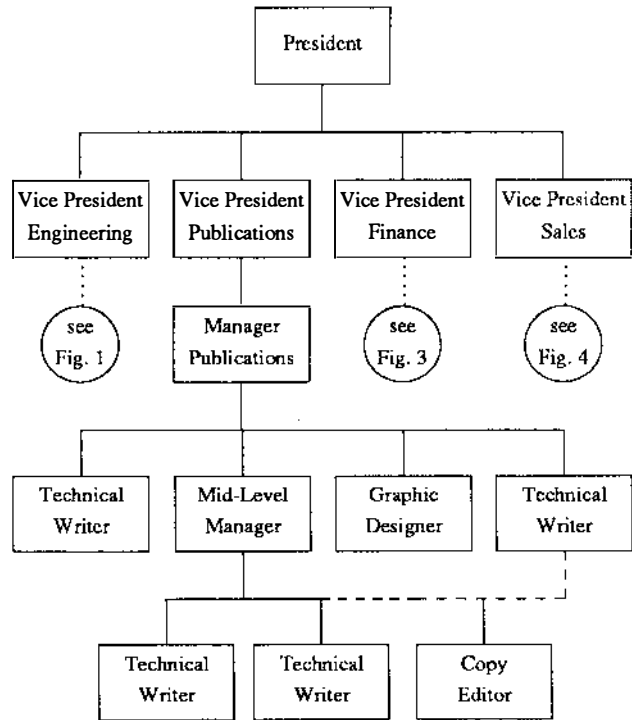 President
Vice President
Engineering
Vice President
Publications
Vice President
Finance
Vice President
Sales
see
Fig. 1
Manager
Publications
see
Fig. 3
see
Fig. 4
Technical
Writer
Mid-Level
Manager
Graphic
Designer
Technical
Writer
Technical
Writer
Technical
Writer
Copy
Editor